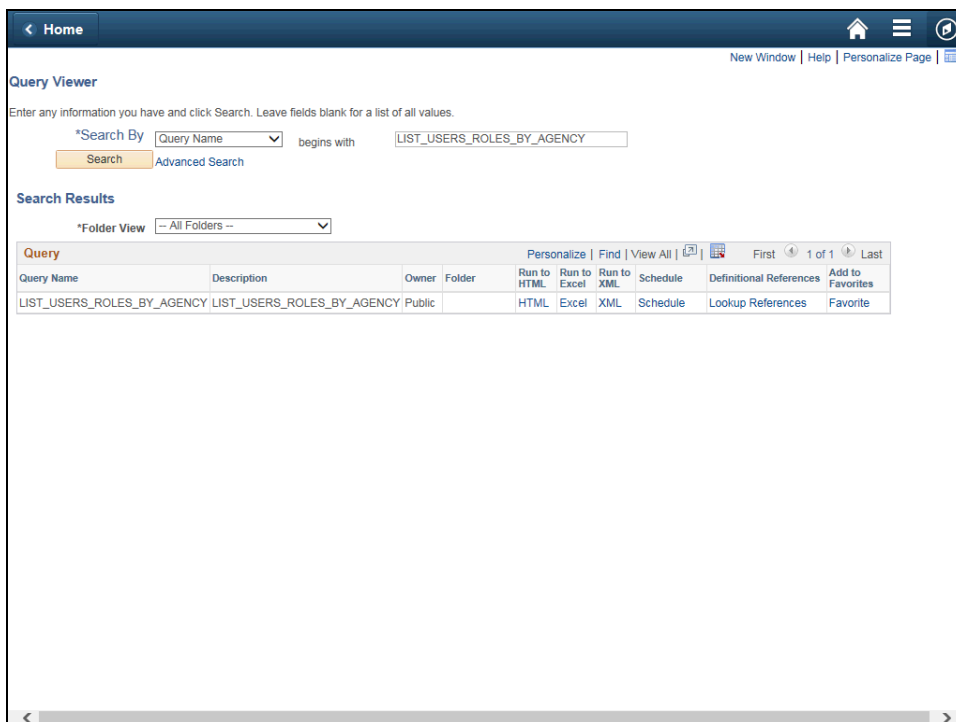 Home
New Window | Help | Personalize Page |
Query Viewer
Enter any information you have and click Search. Leave fields blank for a list of all values.
*Search By Query Name begins with LIST_USERS_ROLES_BY_AGENCY
Search Advanced Search
Search Results
*Folder View -- All Folders --
Query Personalize | Find | View All | | First 1 of 1 Last
Query Name Description Owner Folder Run to HTML Run to Excel Run to XML Schedule Definitional References Add to Favorites
LIST_USERS_ROLES_BY_AGENCY LIST_USERS_ROLES_BY_AGENCY Public HTML Excel XML Schedule Lookup References Favorite